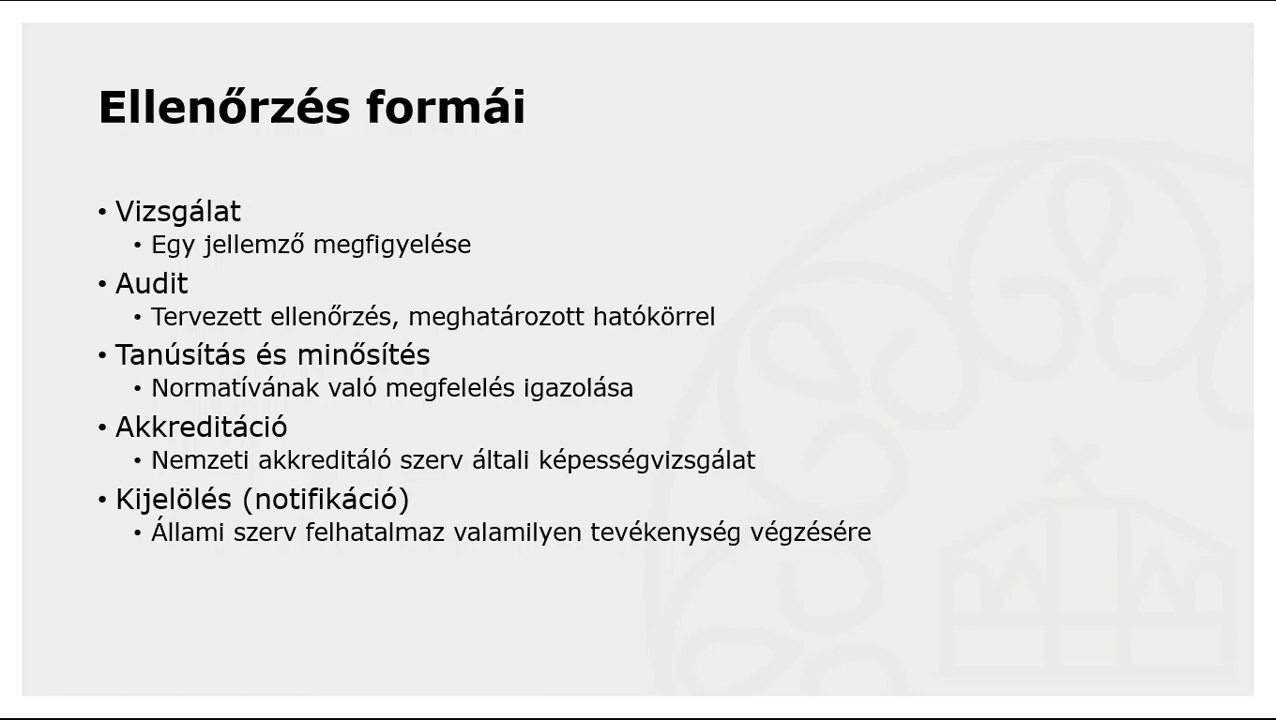 Ellenőrzés formái
• Vizsgálat
• Egy jellemző megfigyelése
• Audit
• Tervezett ellenőrzés, meghatározott hatókörrel
• Tanúsítás és minősítés
• Normatívának való megfelelés igazolása
• Akkreditáció
• Nemzeti akkreditáló szerv általi képességvizsgálat
• Kijelölés (notifikáció)
• Állami szerv felhatalmaz valamilyen tevékenység végzésére